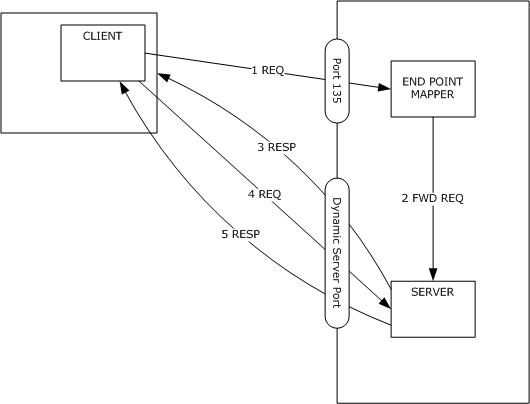 CLIENT
1 REQ
Port 135
END POINT
MAPPER
3 RESP
4 REQ
2 FWD REQ
5 RESP
Dynamic Server Port
SERVER